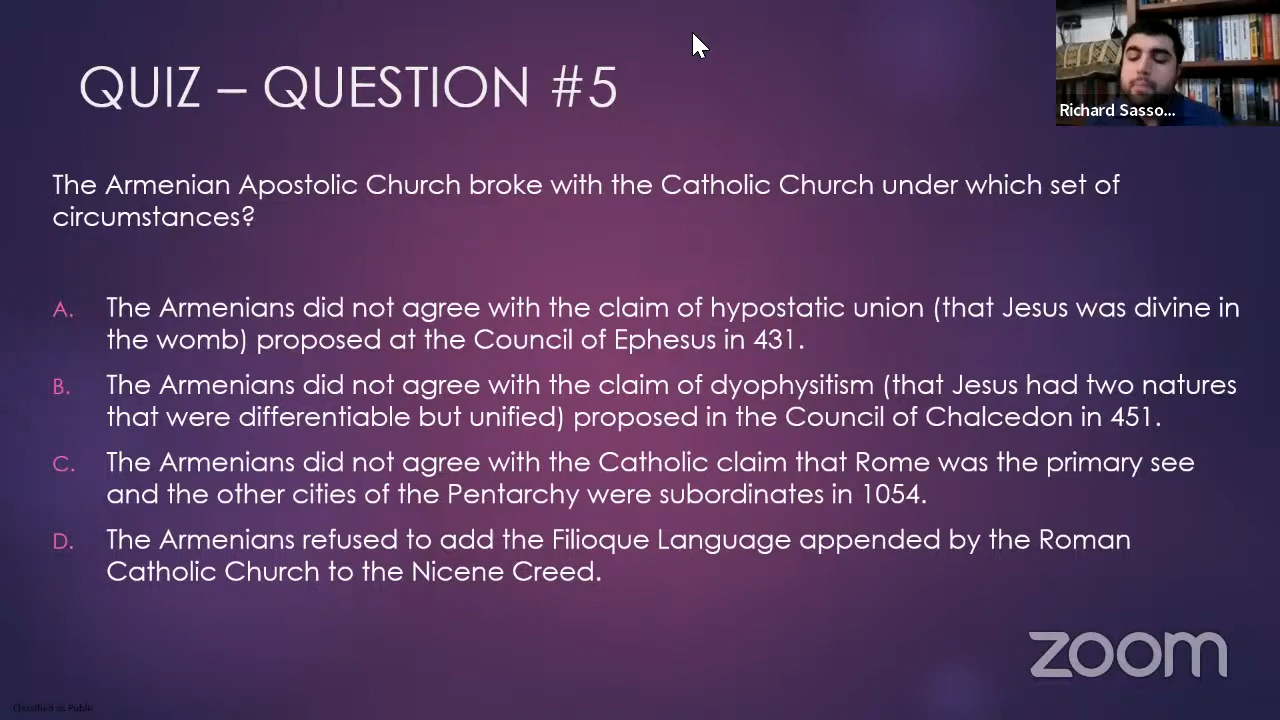 QUIZ – QUESTION #5
Richard Sasso...
The Armenian Apostolic Church broke with the Catholic Church under which set of
circumstances?
A. The Armenians did not agree with the claim of hypostatic union (that Jesus was divine in
the womb) proposed at the Council of Ephesus in 431.
B. The Armenians did not agree with the claim of dyophysitism (that Jesus had two natures
that were differentiable but unified) proposed in the Council of Chalcedon in 451.
C. The Armenians did not agree with the Catholic claim that Rome was the primary see
and the other cities of the Pentarchy were subordinates in 1054.
D. The Armenians refused to add the Filioque Language appended by the Roman
Catholic Church to the Nicene Creed.
zoom
Classified as Public